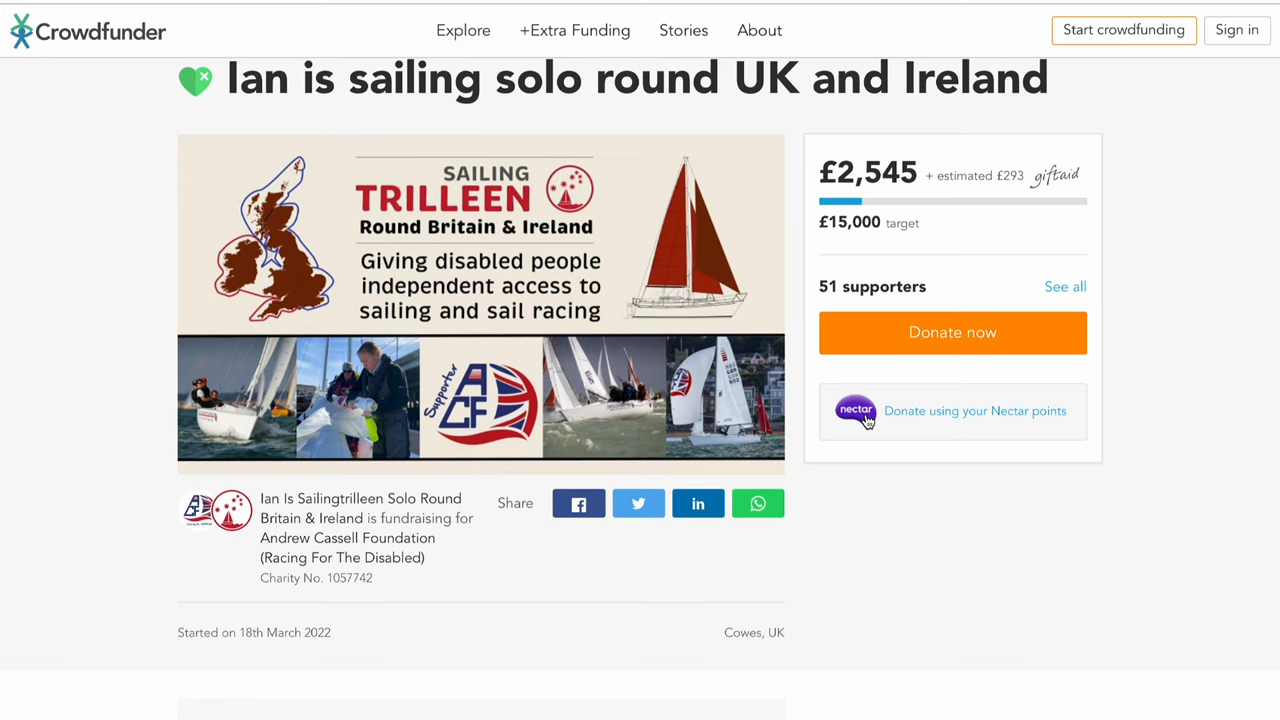 Crowdfunder
Explore
+Extra Funding
Stories
About
Start crowdfunding
Sign in
Ian is sailing solo round UK and Ireland
SAILING
TRILLEEN
Round Britain & Ireland
Giving disabled people
independent access to
sailing and sail racing
Supporter
ACF
£2,545 + estimated £293 giftaid
£15,000 target
51 supporters
See all
Donate now
nectar
Donate using your Nectar points
Ian Is Sailingtrilleen Solo Round
Britain & Ireland is fundraising for
Andrew Cassell Foundation
(Racing For The Disabled)
Charity No. 1057742
Share
in
Started on 18th March 2022
Cowes, UK